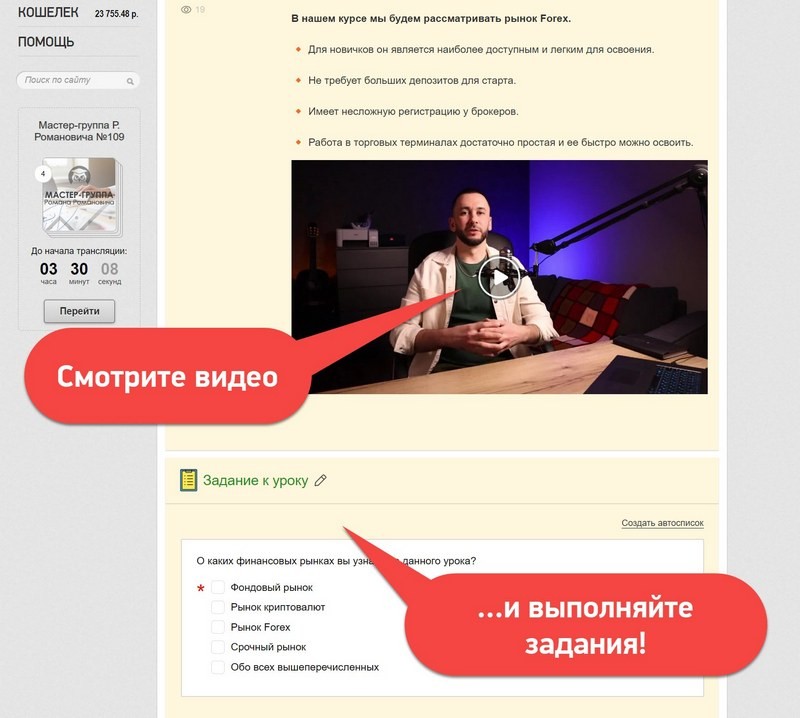 КОШЕЛЕК 23 755.48 р.
ПОМОЩЬ
Поиск по сайту
Мастер-группа Р.
Романовича №109
4
МАСТЕР-ГРУППА
Романа Романовича
До начала трансляции:
03 30 08
часа минут секунд
Перейти
19
В нашем курсе мы будем рассматривать рынок Forex.
Для новичков он является наиболее доступным и легким для освоения.
Не требует больших депозитов для старта.
Имеет несложную регистрацию у брокеров.
Работа в торговых терминалах достаточно простая и ее быстро можно освоить.
Смотрите видео
Задание к уроку
Создать автосписок
О каких финансовых рынках вы данного урока?
* Фондовый рынок
Рынок криптовалют
Рынок Forex
Срочный рынок
Обо всех вышеперечисленных
...и выполняйте
задания!